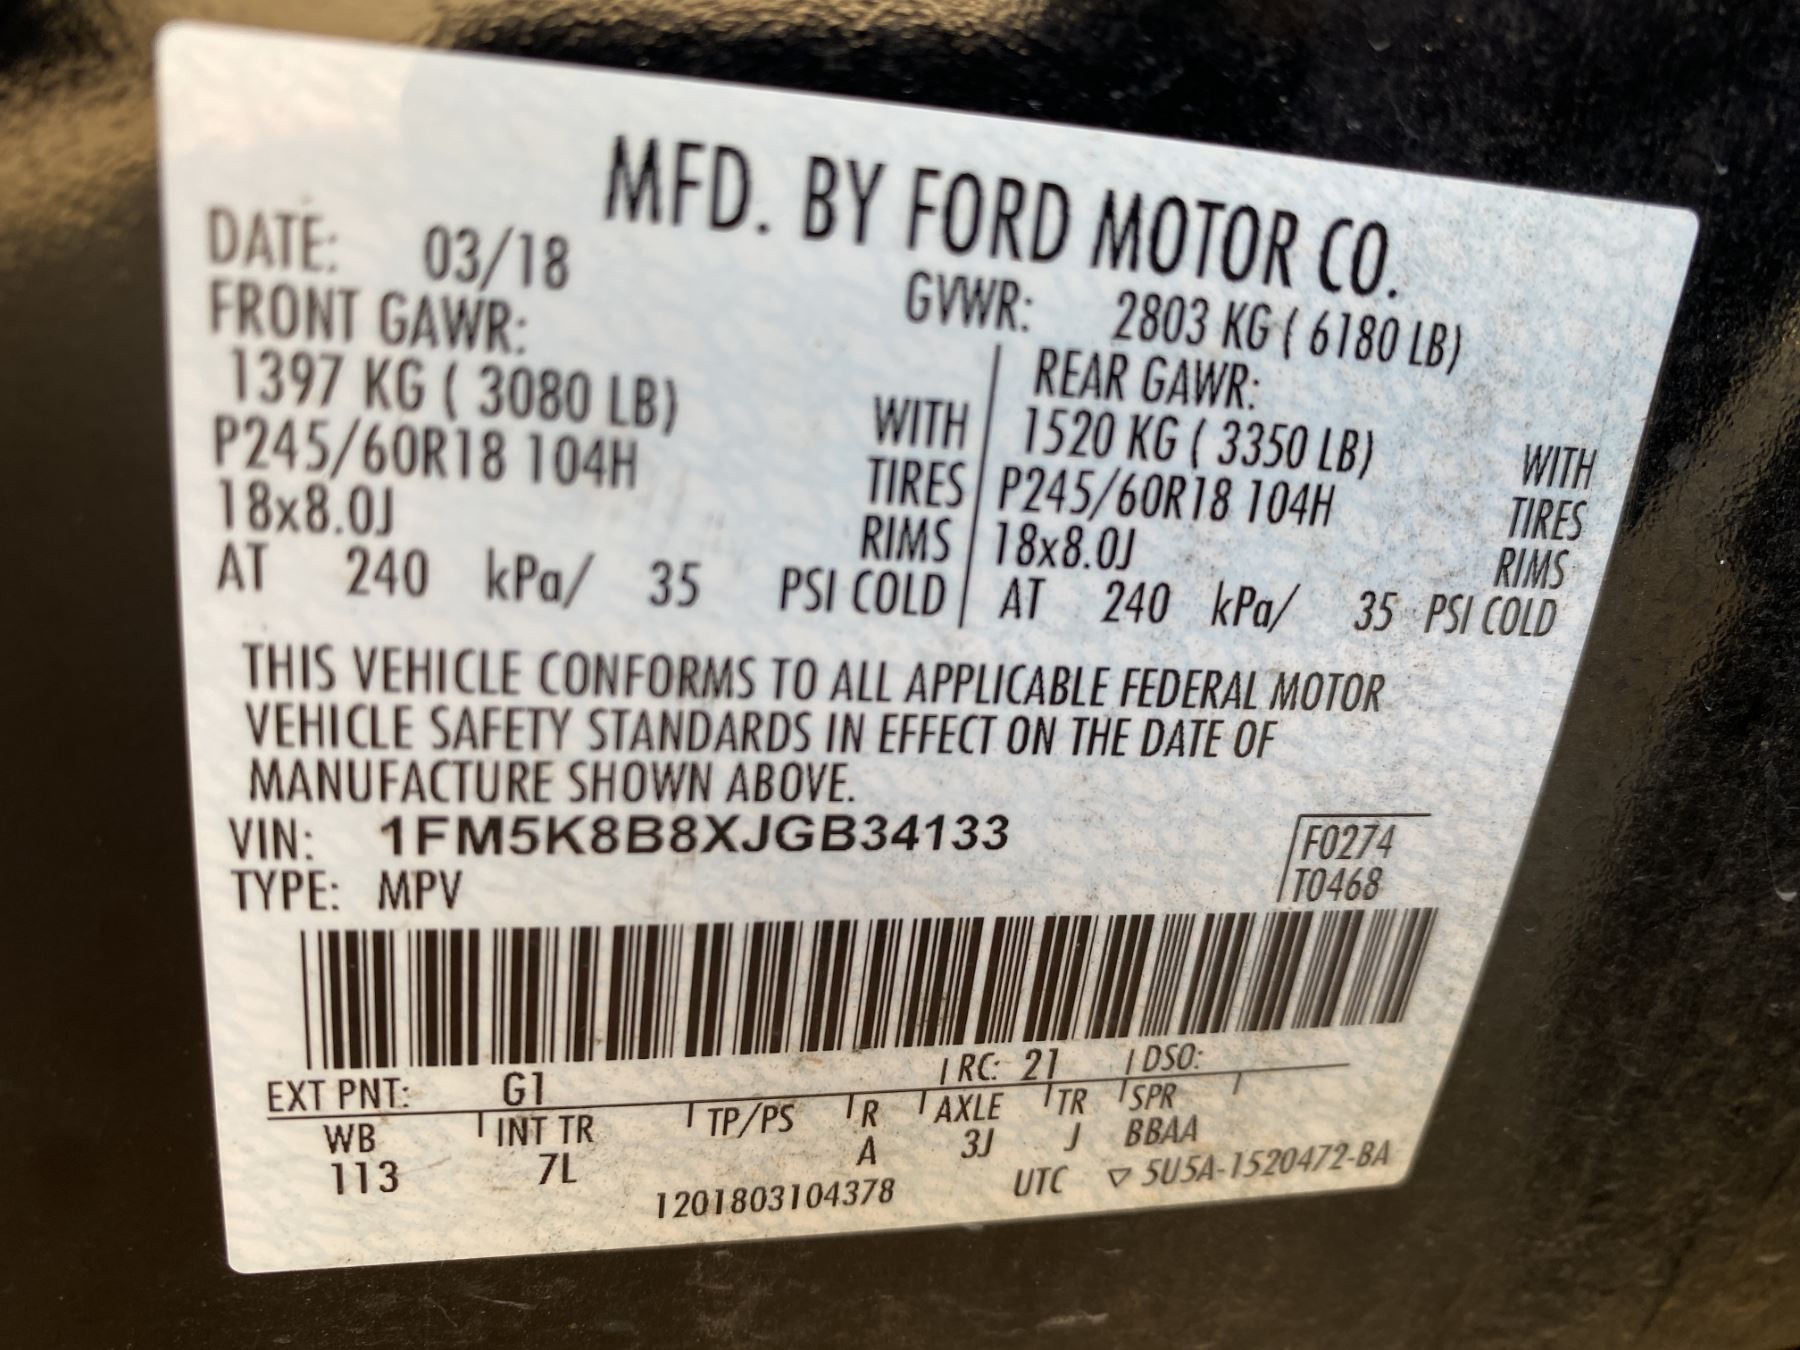 MFD. BY FORD MOTOR CO.
DATE: 03/18 GVWR: 2803 KG ( 6180 LB)
FRONT GAWR: REAR GAWR:
1397 KG ( 3080 LB) WITH 1520 KG ( 3350 LB) WITH
P245/60R18 104H TIRES P245/60R18 104H TIRES
18x8.0J RIMS 18x8.0J RIMS
AT 240 kPa/ 35 PSI COLD AT 240 kPa/ 35 PSI COLD
THIS VEHICLE CONFORMS TO ALL APPLICABLE FEDERAL MOTOR
VEHICLE SAFETY STANDARDS IN EFFECT ON THE DATE OF
MANUFACTURE SHOWN ABOVE.
VIN: 1FM5K8B8XJGB34133 F0274
TYPE: MPV T0468
EXT PNT: G1 RC: 21 DSO:
WB INT TR TP/PS R AXLE TR SPR
113 7L A 3J J BBAA
1201803104378 UTC ▽ 5U5A-1520472-BA